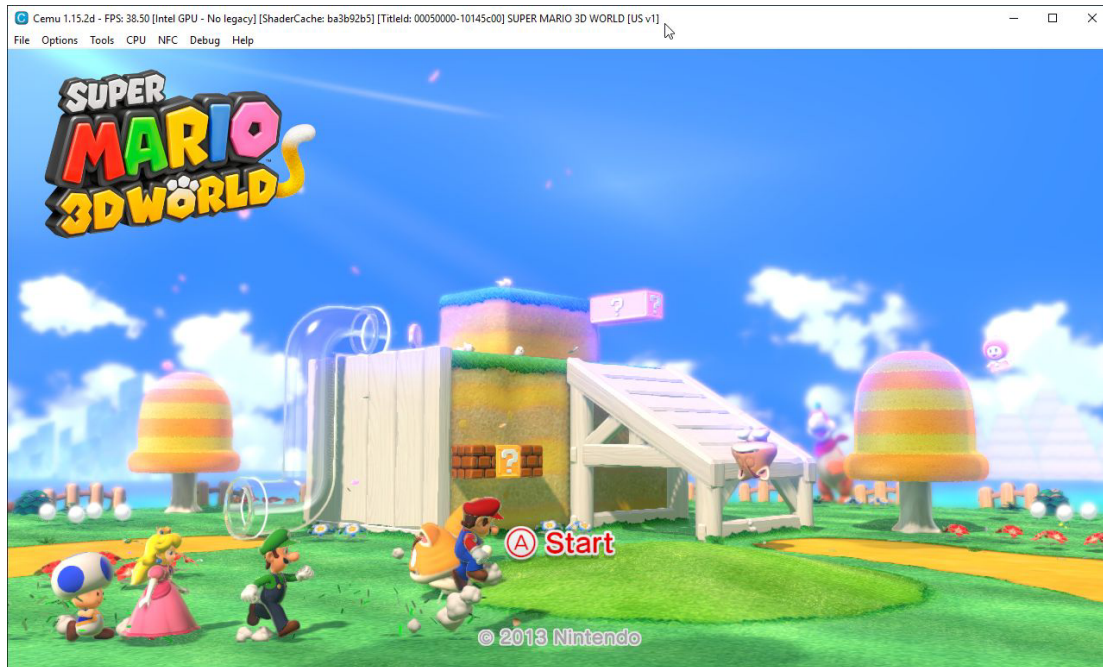 Cemu 1.15.2d - FPS: 38.50 [Intel GPU - No legacy] [ShaderCache: ba3b92b5] [TitleId: 00050000-10145c00] SUPER MARIO 3D WORLD [US v1]
File Options Tools CPU NFC Debug Help
SUPER
MARIO
3D WORLD
?
?
A Start
© 2013 Nintendo